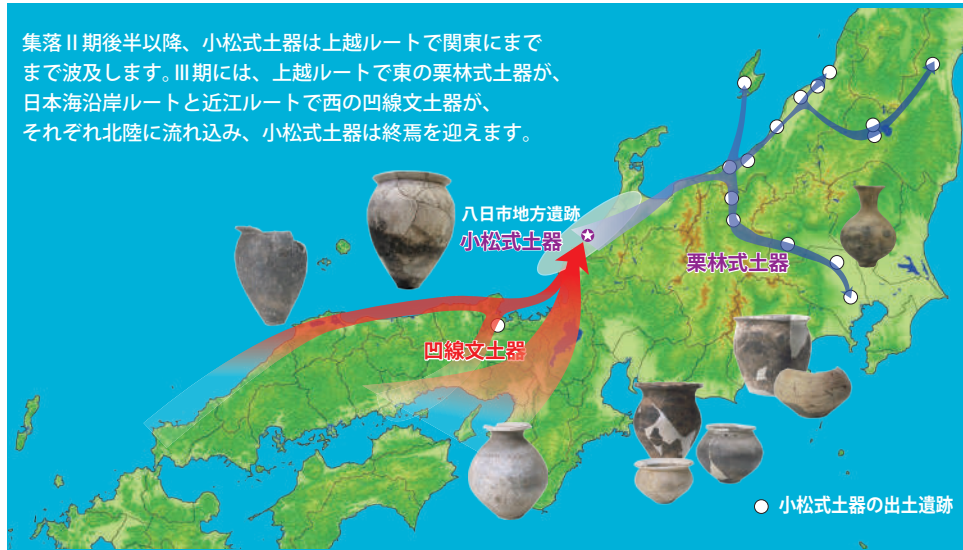 集落Ⅱ期後半以降、小松式土器は上越ルートで関東にまで
まで波及します。Ⅲ期には、上越ルートで東の栗林式土器が、
日本海沿岸ルートと近江ルートで西の凹線文土器が、
それぞれ北陸に流れ込み、小松式土器は終焉を迎えます。
八日市地方遺跡
小松式土器
栗林式土器
凹線文土器
小松式土器の出土遺跡